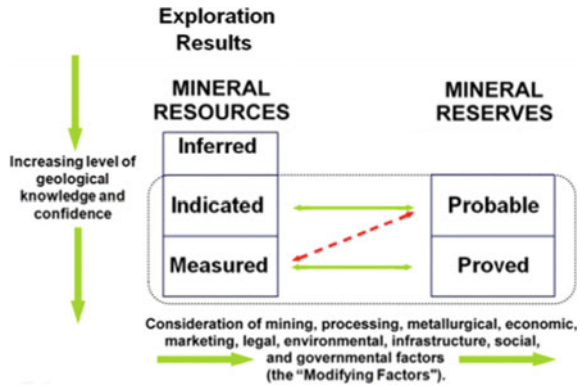 Exploration
Results
MINERAL
RESOURCES
MINERAL
RESERVES
Inferred
Increasing level of
geological
knowledge and
confidence
Indicated
Probable
Measured
Proved
Consideration of mining, processing, metallurgical, economic,
marketing, legal, environmental, infrastructure, social,
and governmental factors
(the “Modifying Factors”).